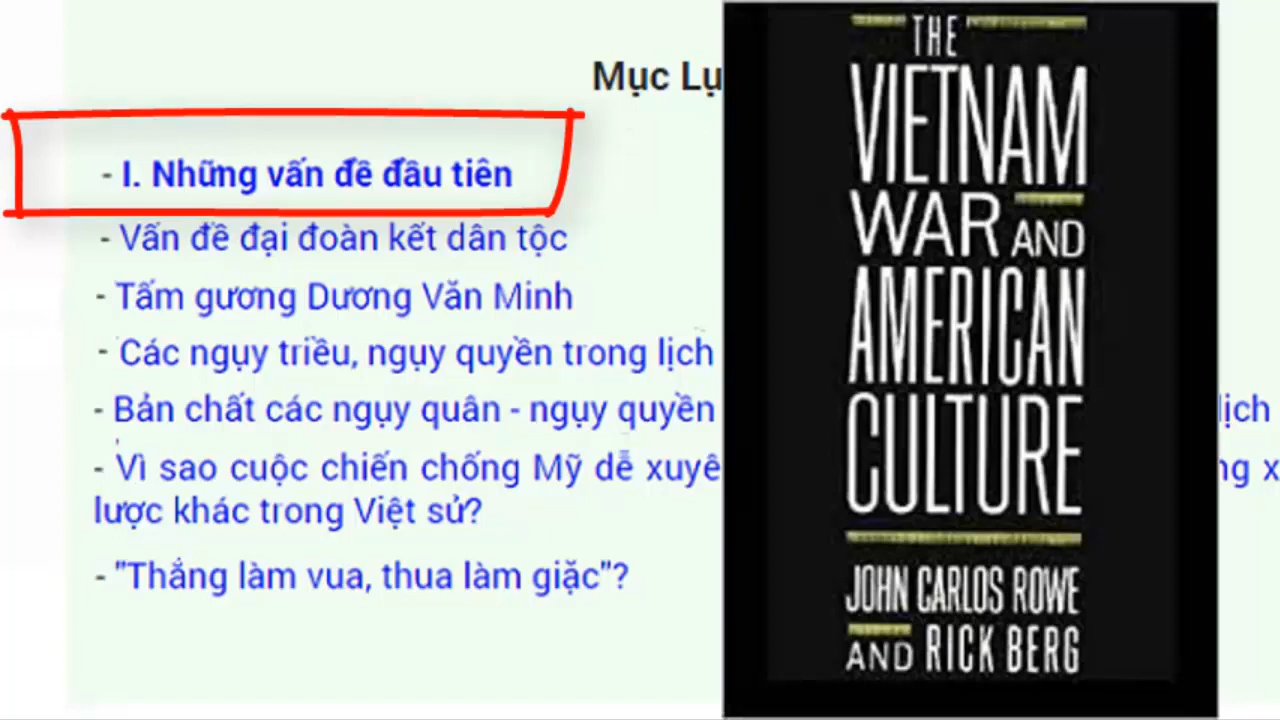 Mục Lụ
- I. Những vấn đề đầu tiên
- Vấn đề đại đoàn kết dân tộc
- Tấm gương Dương Văn Minh
- Các ngụy triều, ngụy quyền trong lịch
- Bản chất các ngụy quân - ngụy quyền
lịch
- Vì sao cuộc chiến chống Mỹ dễ xuyê
ng x
lược khác trong Việt sử?
- "Thắng làm vua, thua làm giặc"?
THE
VIETNAM
WAR AND
AMERICAN
CULTURE
JOHN CARLOS ROWE
AND RICK BERG